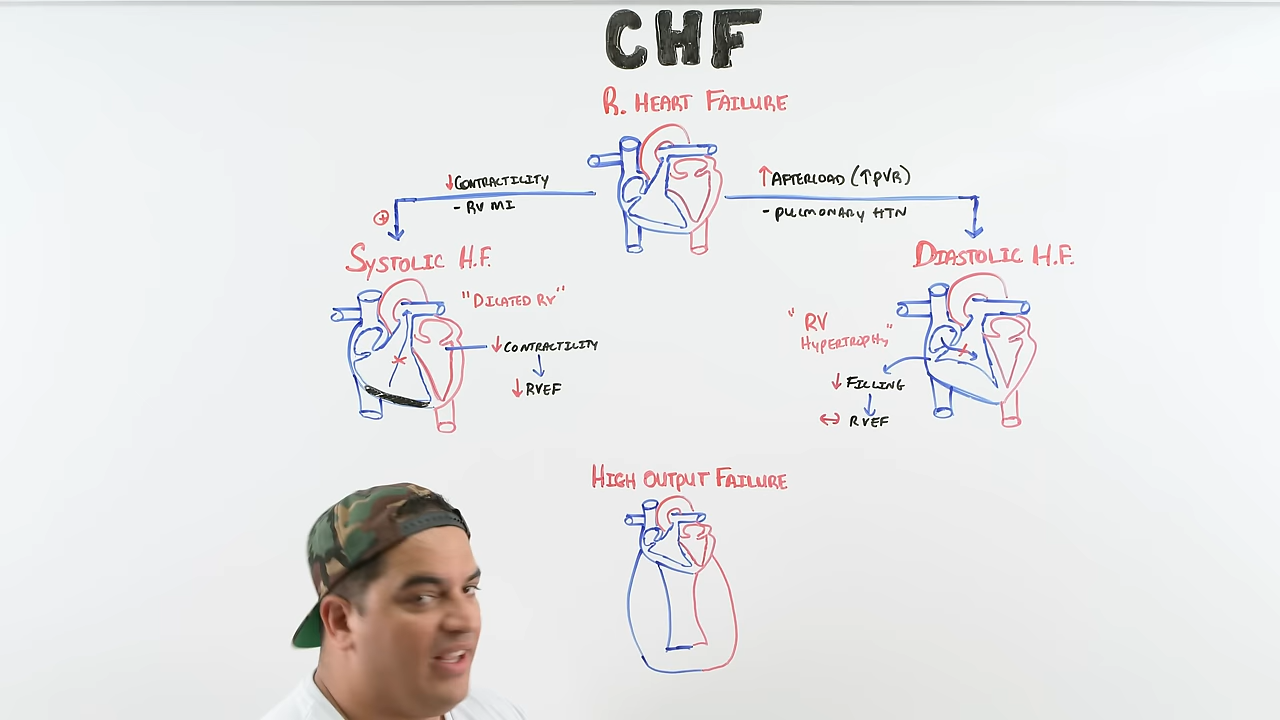 CHF
R. HEART FAILURE
↓CONTRACTILITY
- RV MI
↑AFTERLOAD (↑PVR)
- PULMONARY HTN
+
SYSTOLIC H.F.
"DILATED RV"
↓ CONTRACTILITY
↓ RVEF
DIASTOLIC H.F.
"RV
HYPERTROPHY"
↓ FILLING
↔ RVEF
HIGH OUTPUT FAILURE